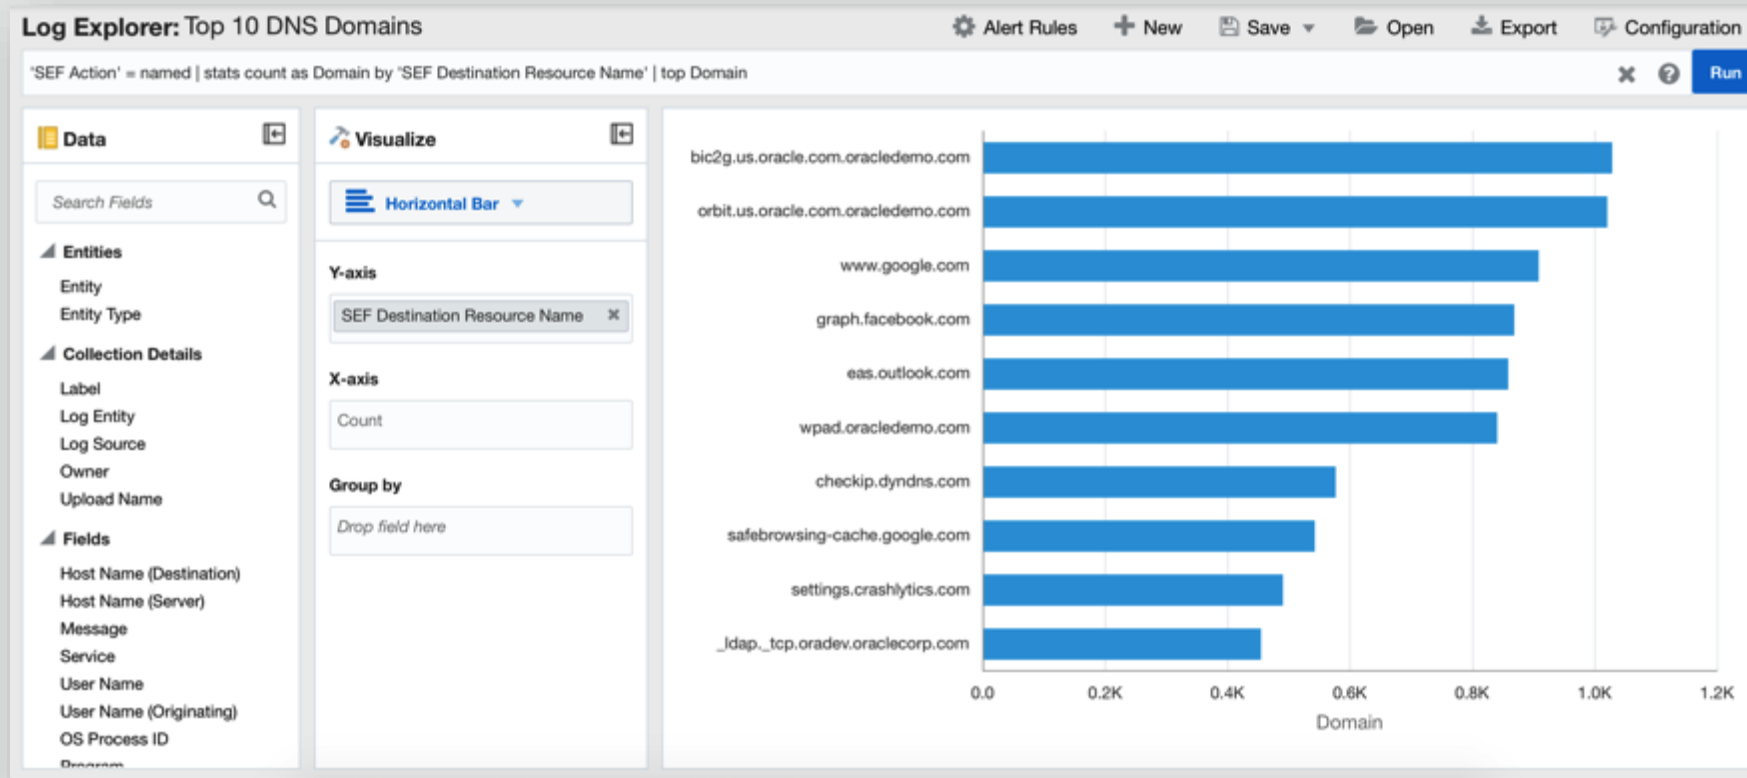 Log Explorer: Top 10 DNS Domains
Alert Rules
New
Save
Open
Export
Configuration
'SEF Action' = named | stats count as Domain by 'SEF Destination Resource Name' | top Domain
Run
Data
Search Fields
Entities
Entity
Entity Type
Collection Details
Label
Log Entity
Log Source
Owner
Upload Name
Fields
Host Name (Destination)
Host Name (Server)
Message
Service
User Name
User Name (Originating)
OS Process ID
Program
Visualize
Horizontal Bar
Y-axis
SEF Destination Resource Name
X-axis
Count
Group by
Drop field here
bic2g.us.oracle.com.oracledemo.com
orbit.us.oracle.com.oracledemo.com
www.google.com
graph.facebook.com
eas.outlook.com
wpad.oracledemo.com
checkip.dyndns.com
safebrowsing-cache.google.com
settings.crashlytics.com
_ldap._tcp.oradev.oraclecorp.com
0.0 0.2K 0.4K 0.6K 0.8K 1.0K 1.2K
Domain